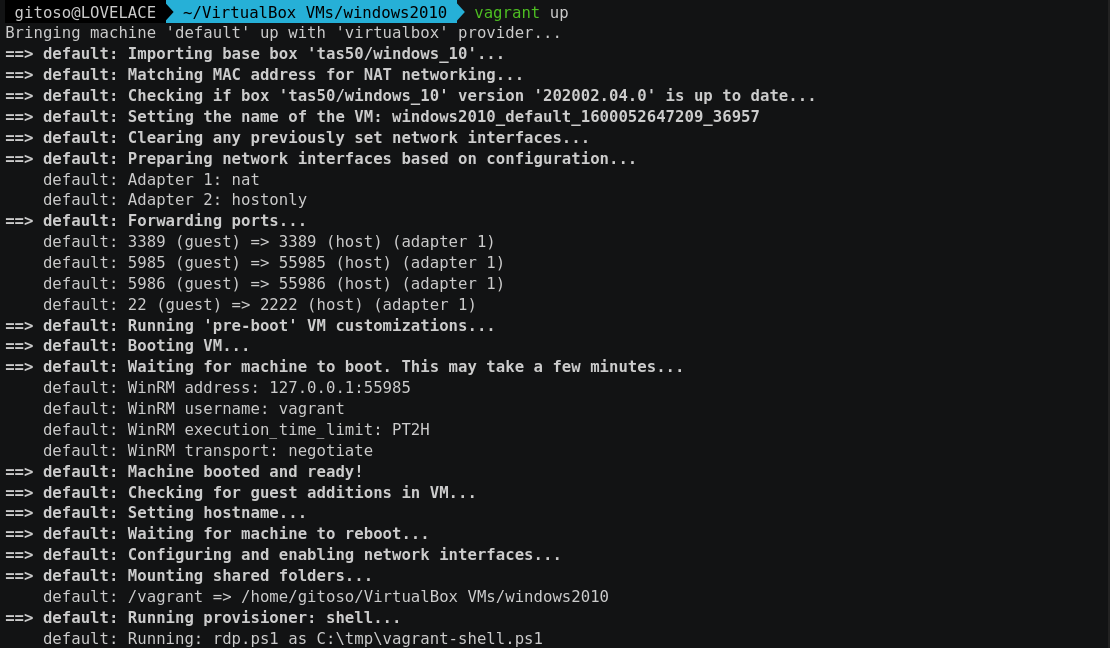 gitoso@LOVELACE ~/VirtualBox VMs/windows2010 vagrant up
Bringing machine 'default' up with 'virtualbox' provider...
==> default: Importing base box 'tas50/windows_10'...
==> default: Matching MAC address for NAT networking...
==> default: Checking if box 'tas50/windows_10' version '202002.04.0' is up to date...
==> default: Setting the name of the VM: windows2010_default_1600052647209_36957
==> default: Clearing any previously set network interfaces...
==> default: Preparing network interfaces based on configuration...
    default: Adapter 1: nat
    default: Adapter 2: hostonly
==> default: Forwarding ports...
    default: 3389 (guest) => 3389 (host) (adapter 1)
    default: 5985 (guest) => 55985 (host) (adapter 1)
    default: 5986 (guest) => 55986 (host) (adapter 1)
    default: 22 (guest) => 2222 (host) (adapter 1)
==> default: Running 'pre-boot' VM customizations...
==> default: Booting VM...
==> default: Waiting for machine to boot. This may take a few minutes...
    default: WinRM address: 127.0.0.1:55985
    default: WinRM username: vagrant
    default: WinRM execution_time_limit: PT2H
    default: WinRM transport: negotiate
==> default: Machine booted and ready!
==> default: Checking for guest additions in VM...
==> default: Setting hostname...
==> default: Waiting for machine to reboot...
==> default: Configuring and enabling network interfaces...
==> default: Mounting shared folders...
    default: /vagrant => /home/gitoso/VirtualBox VMs/windows2010
==> default: Running provisioner: shell...
    default: Running: rdp.ps1 as C:\tmp\vagrant-shell.ps1